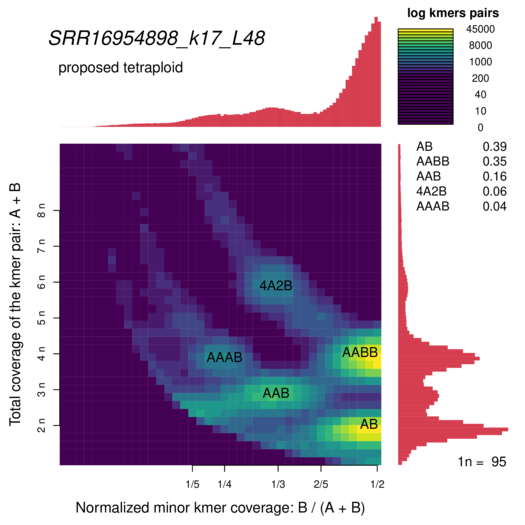 SRR16954898_k17_L48
proposed tetraploid
log kmers pairs
45000
8000
1000
200
40
10
0
AB 0.39
AABB 0.35
AAB 0.16
4A2B 0.06
AAAB 0.04
Total coverage of the kmer pair: A + B
8 n
7 n
6 n
5 n
4 n
3 n
2 n
4A2B
AAAB
AABB
AAB
AB
1n = 95
1/5
1/4
1/3
2/5
1/2
Normalized minor kmer coverage: B / (A + B)